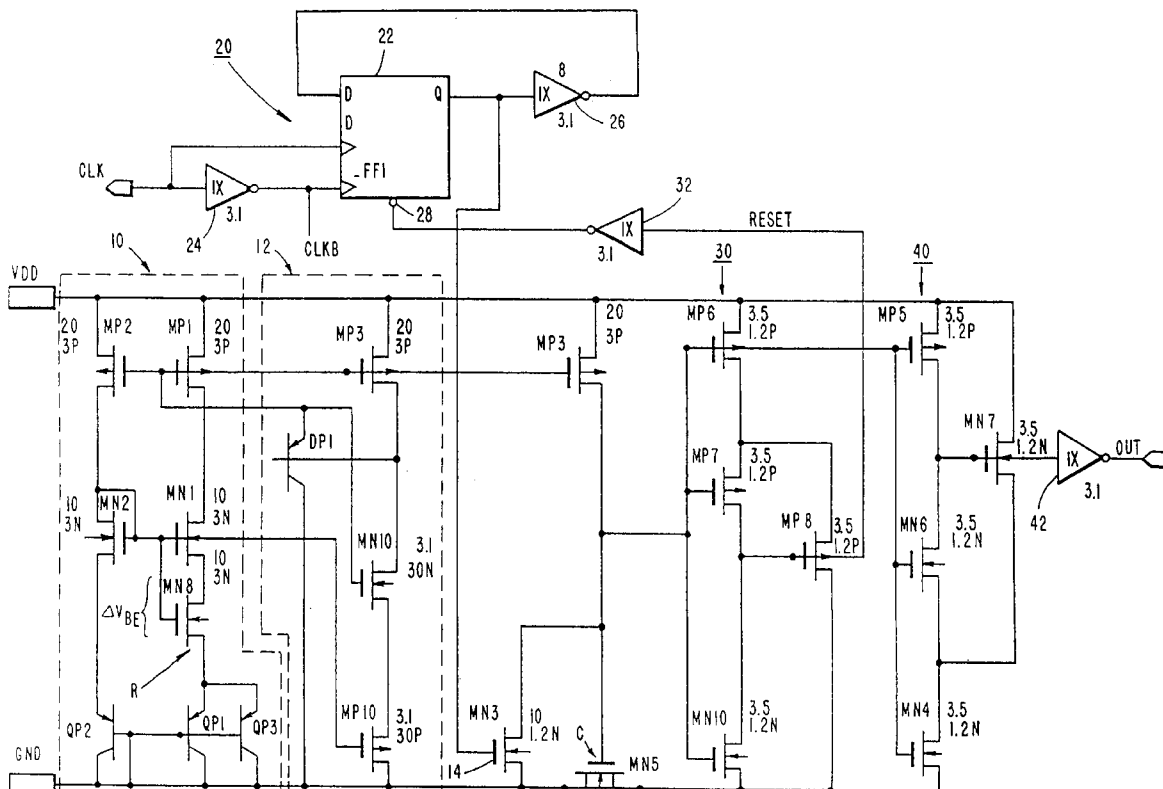 20
22
8
D
Q
IX
3.1
26
D
CLK
_FF1
IX
3.1
24
28
CLKB
32
IX
3.1
RESET
10
12
30
40
VDD
20
3P
MP2
MP1
20
3P
MP3
20
3P
MP3
20
3P
MP6
3.5
1.2P
MP5
3.5
1.2P
DP1
MP7
3.5
1.2P
MN7
3.5
1.2N
IX
3.1
OUT
42
10
3N
MN2
MN1
10
3N
10
3N
MN8
ΔVBE
R
MN10
3.1
30N
MP8
3.5
1.2P
MN6
3.5
1.2N
QP2
QP1
QP3
MP10
3.1
30P
MN3
10
1.2N
14
C
MN5
MN10
3.5
1.2N
MN4
3.5
1.2N
GND